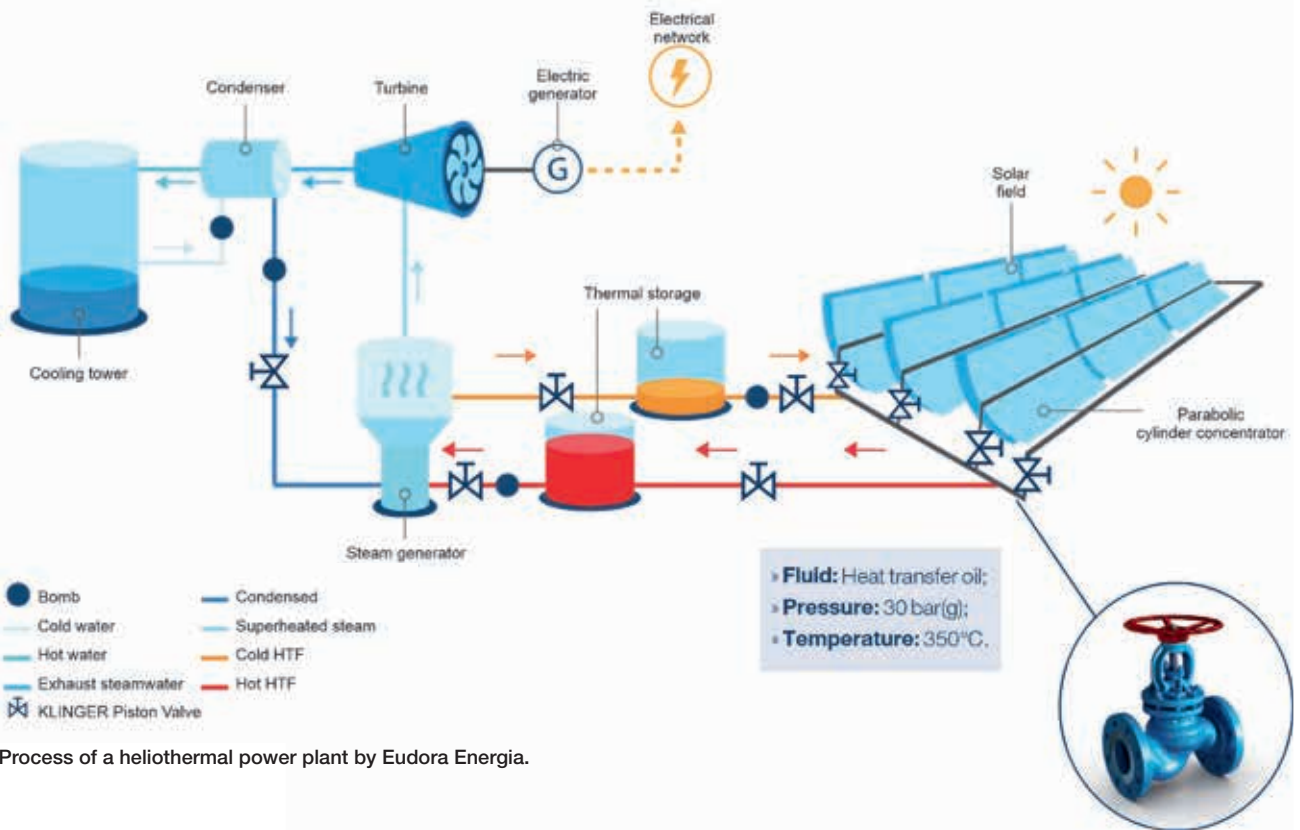 Electrical
network
Condenser
Turbine
Electric
generator
G
Solar
field
Thermal storage
Cooling tower
Parabolic
cylinder concentrator
Steam generator
» Fluid: Heat transfer oil;
» Pressure: 30 bar(g);
» Temperature: 350°C.
Bomb
Condensed
Cold water
Superheated steam
Hot water
Cold HTF
Exhaust steamwater
Hot HTF
KLINGER Piston Valve
Process of a heliothermal power plant by Eudora Energia.